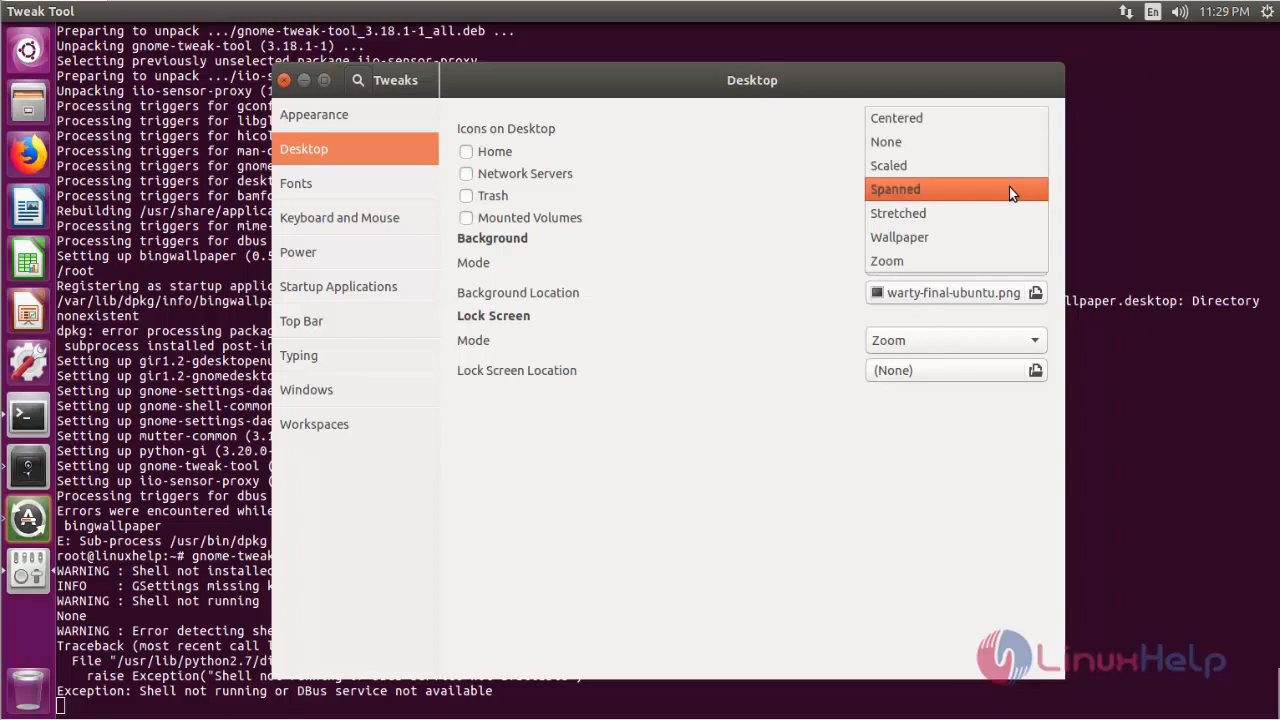 Tweak Tool
En
11:29 PM
Preparing to unpack .../gnome-tweak-tool_3.18.1-1_all.deb ...
Unpacking gnome-tweak-tool (3.18.1-1) ...
Selecting previously unselected package iio-sensor-proxy.
Preparing to unpack .../iio-se
Unpacking iio-sensor-proxy (1
Processing triggers for gconf
Processing triggers for libgl
Processing triggers for hicol
Processing triggers for man-d
Processing triggers for gnome
Processing triggers for deskt
Processing triggers for bamfd
Rebuilding /usr/share/applica
Processing triggers for mime-
Processing triggers for dbus
Setting up bingwallpaper (0.5
/root
Registering as startup applic
/var/lib/dpkg/info/bingwallpa
llpaper.desktop: Directory
nonexistent
dpkg: error processing packag
subprocess installed post-in
Setting up gir1.2-gdesktopenu
Setting up gir1.2-gnomedeskto
Setting up gnome-settings-dae
Setting up gnome-shell-common
Setting up gnome-settings-dae
Setting up mutter-common (3.1
Setting up python-gi (3.20.0-
Setting up gnome-tweak-tool (
Setting up iio-sensor-proxy (
Processing triggers for dbus
Errors were encountered while
bingwallpaper
E: Sub-process /usr/bin/dpkg
root@linuxhelp:~# gnome-tweak
WARNING : Shell not installed
INFO : GSettings missing k
WARNING : Shell not running
None
WARNING : Error detecting she
Traceback (most recent call l
File "/usr/lib/python2.7/di
raise Exception("Shell no
Exception: Shell not running or DBus service not available
Tweaks
Desktop
Appearance
Desktop
Fonts
Keyboard and Mouse
Power
Startup Applications
Top Bar
Typing
Windows
Workspaces
Icons on Desktop
Home
Network Servers
Trash
Mounted Volumes
Background
Mode
Centered
None
Scaled
Spanned
Stretched
Wallpaper
Zoom
Background Location
warty-final-ubuntu.png
Lock Screen
Mode
Zoom
Lock Screen Location
(None)
LinuxHelp